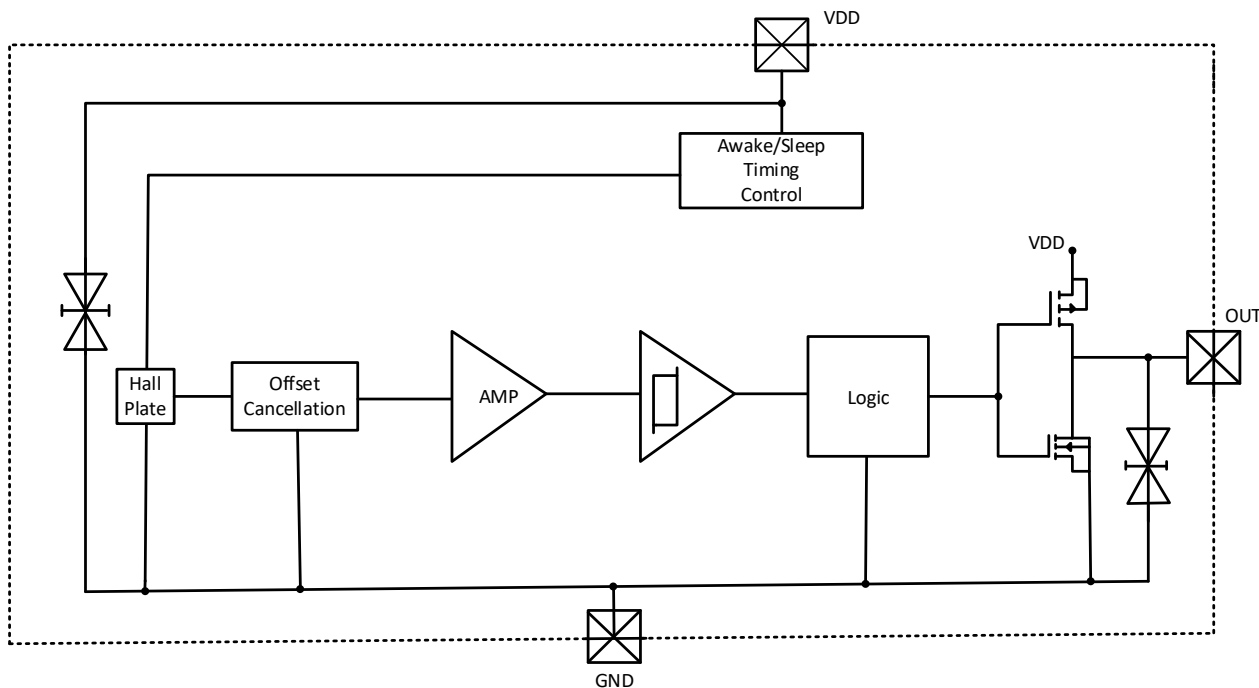 VDD
Awake/Sleep
Timing
Control
VDD
OUT
Hall
Plate
Offset
Cancellation
AMP
Logic
GND